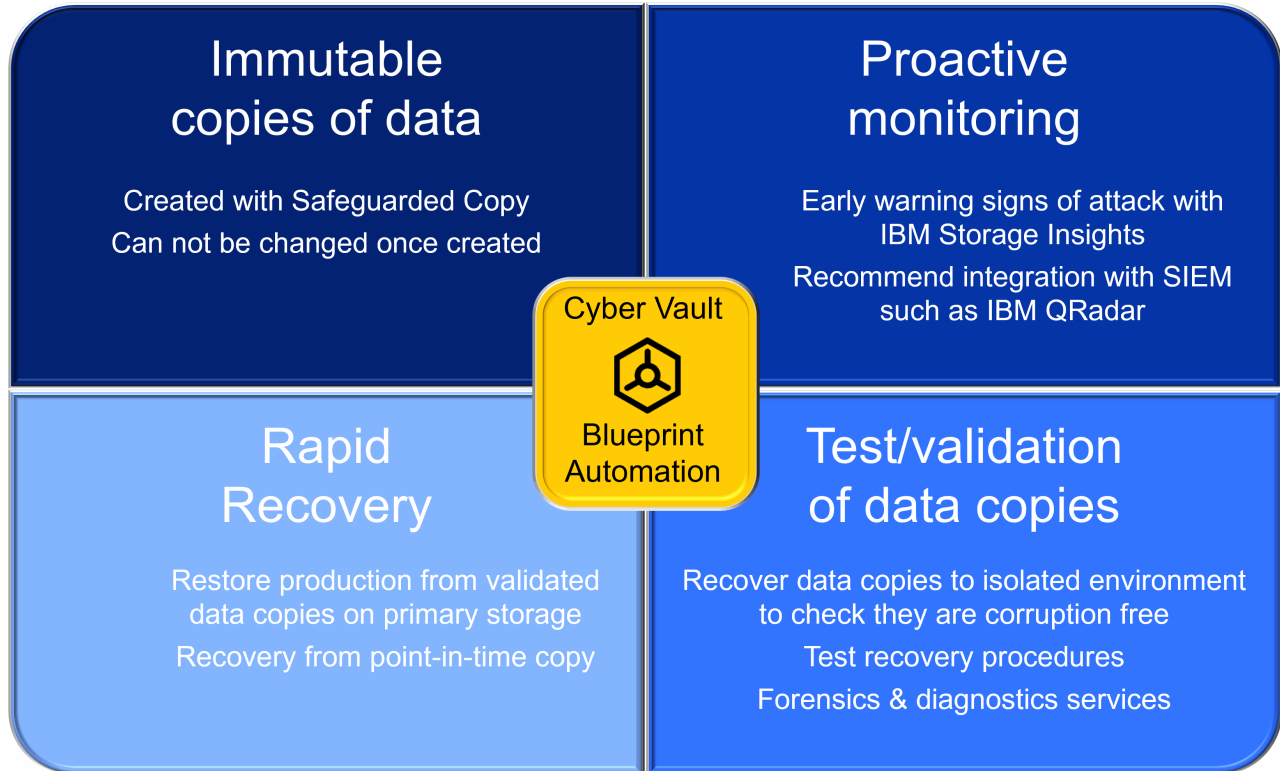 Immutable
copies of data
Created with Safeguarded Copy
Can not be changed once created
Proactive
monitoring
Early warning signs of attack with
IBM Storage Insights
Recommend integration with SIEM
such as IBM QRadar
Cyber Vault
Blueprint
Automation
Rapid
Recovery
Restore production from validated
data copies on primary storage
Recovery from point-in-time copy
Test/validation
of data copies
Recover data copies to isolated environment
to check they are corruption free
Test recovery procedures
Forensics & diagnostics services